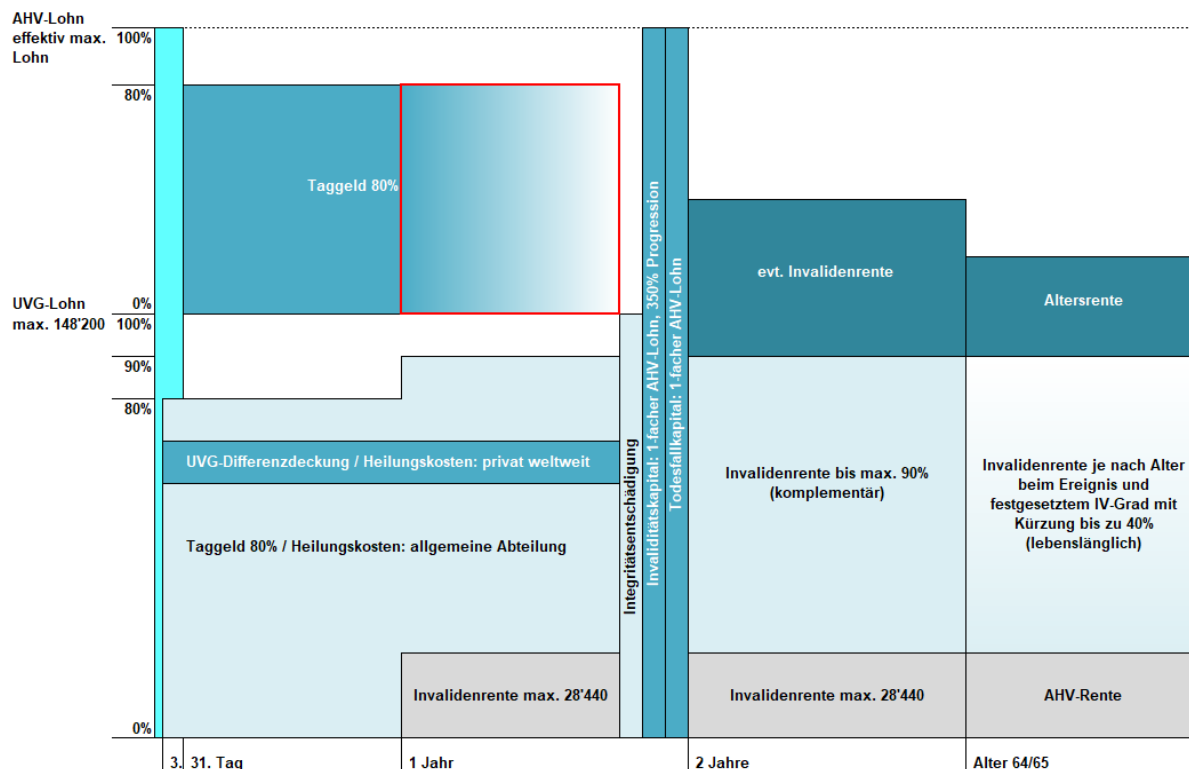 AHV-Lohn
effektiv max.
Lohn
100%
80%
Taggeld 80%
0%
UVG-Lohn
max. 148'200
100%
90%
80%
UVG-Differenzdeckung / Heilungskosten: privat weltweit
Taggeld 80% / Heilungskosten: allgemeine Abteilung
Invalidenrente max. 28'440
Integritätsentschädigung
Invaliditätskapital: 1-facher AHV-Lohn, 350% Progression
Todesfallkapital: 1-facher AHV-Lohn
evt. Invalidenrente
Altersrente
Invalidenrente bis max. 90%
(komplementär)
Invalidenrente je nach Alter
beim Ereignis und
festgesetztem IV-Grad mit
Kürzung bis zu 40%
(lebenslänglich)
Invalidenrente max. 28'440
AHV-Rente
0%
3.
31. Tag
1 Jahr
2 Jahre
Alter 64/65